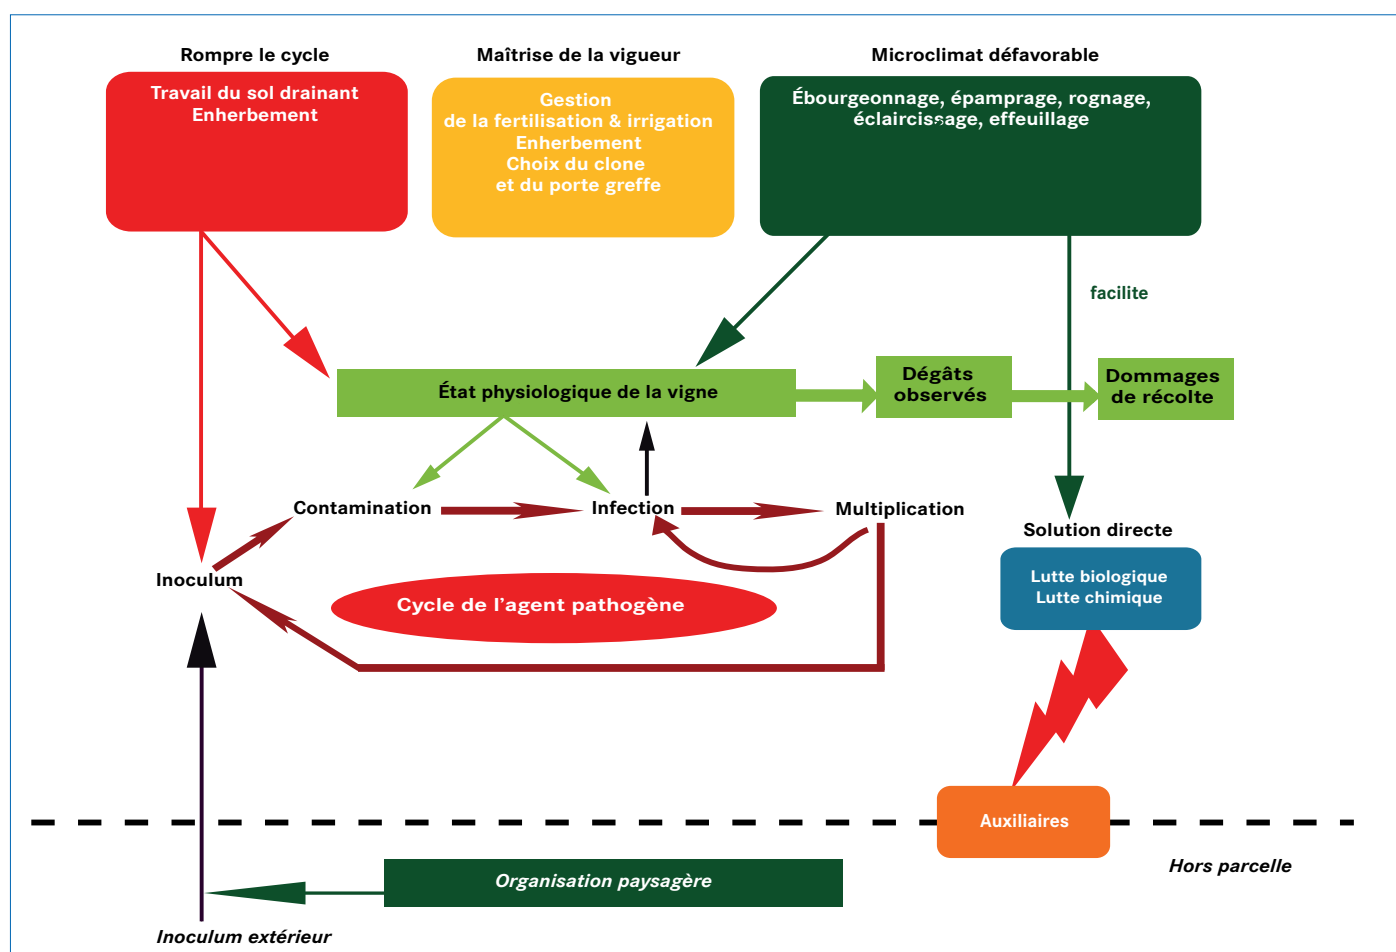 Rompre le cycle
Travail du sol drainant
Enherbement
Maîtrise de la vigueur
Gestion
de la fertilisation & irrigation
Enherbement
Choix du clone
et du porte greffe
Microclimat défavorable
Ébourgeonnage, épamprage, rognage,
éclaircissage, effeuillage
facilite
État physiologique de la vigne
Dégâts
observés
Dommages
de récolte
Contamination
Infection
Multiplication
Inoculum
Cycle de l'agent pathogène
Solution directe
Lutte biologique
Lutte chimique
Auxiliaires
Hors parcelle
Organisation paysagère
Inoculum extérieur